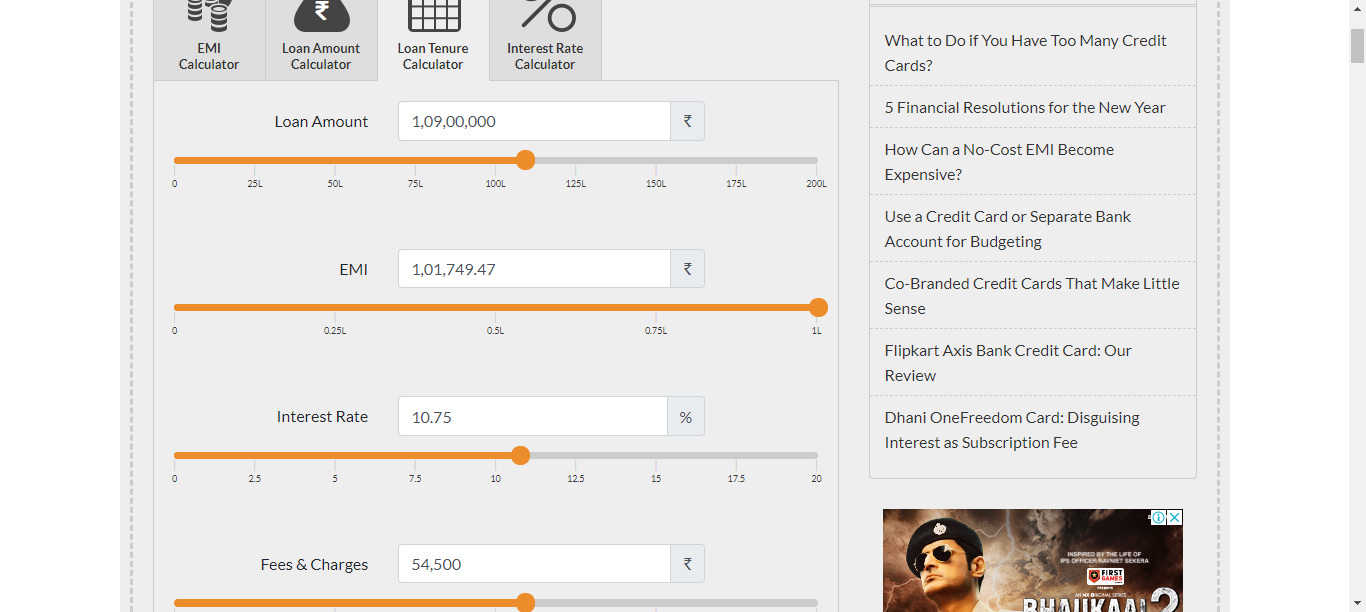 EMI
Calculator
Loan Amount
Calculator
Loan Tenure
Calculator
Interest Rate
Calculator
Loan Amount
1,09,00,000
₹
0
25L
50L
75L
100L
125L
150L
175L
200L
EMI
1,01,749.47
₹
0
0.25L
0.5L
0.75L
1L
Interest Rate
10.75
%
0
2.5
5
7.5
10
12.5
15
17.5
20
Fees & Charges
54,500
₹
What to Do if You Have Too Many Credit
Cards?
5 Financial Resolutions for the New Year
How Can a No-Cost EMI Become
Expensive?
Use a Credit Card or Separate Bank
Account for Budgeting
Co-Branded Credit Cards That Make Little
Sense
Flipkart Axis Bank Credit Card: Our
Review
Dhani OneFreedom Card: Disguising
Interest as Subscription Fee
INSPIRED BY THE LIFE OF
IPS OFFICER NAVNIET SEKERA
FIRST
GAMES
PRESENTS
AN MX ORIGINAL SERIES
BHAUKAAL 2